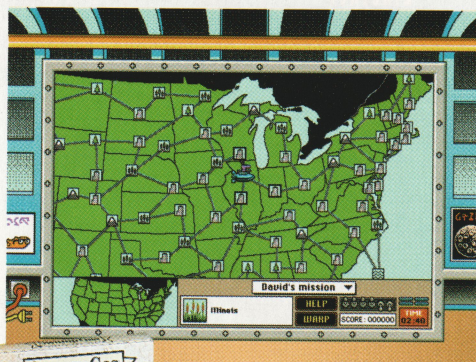 David's mission
HELP
Illinois
WARP
SCORE: 000000
TIME
02:40